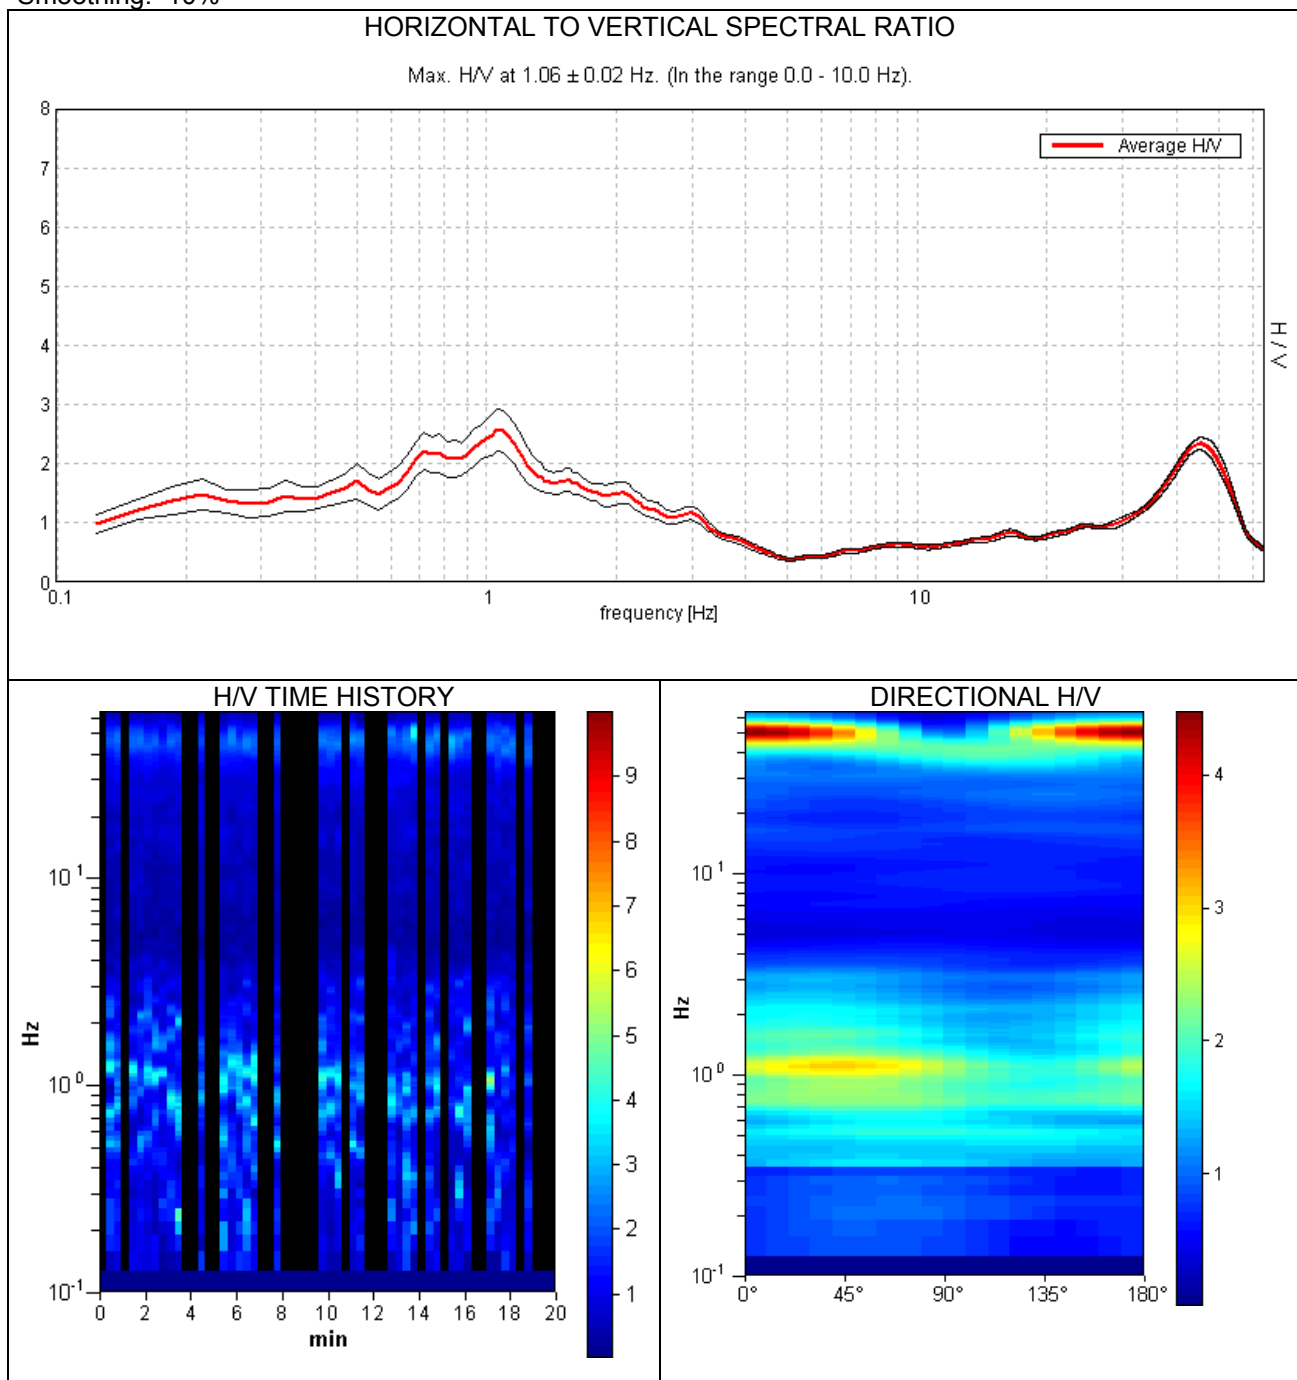 Smoothing: 10%
HORIZONTAL TO VERTICAL SPECTRAL RATIO
Max. H/V at 1.06 ± 0.02 Hz. (In the range 0.0 - 10.0 Hz).
8
7
6
5
4
3
2
1
0
Average H/V
H / V
0.1
1
10
frequency [Hz]
H/V TIME HISTORY
10¹
10⁰
10⁻¹
Hz
0 2 4 6 8 10 12 14 16 18 20
min
9
8
7
6
5
4
3
2
1
DIRECTIONAL H/V
10¹
10⁰
10⁻¹
Hz
0° 45° 90° 135° 180°
4
3
2
1